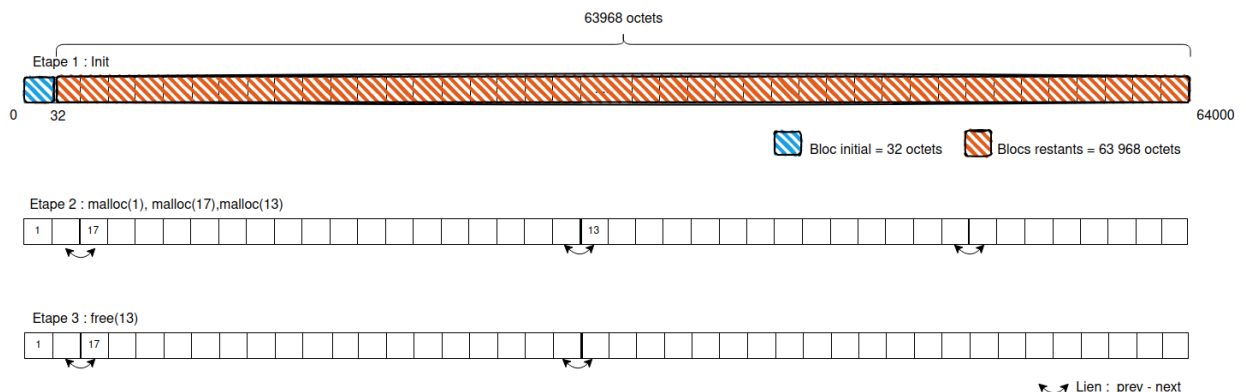 63968 octets
Etape 1 : Init
...
0 32 64000
Bloc initial = 32 octets Blocs restants = 63 968 octets
Etape 2 : malloc(1), malloc(17),malloc(13)
1 17 13
Etape 3 : free(13)
1 17
Lien : prev - next